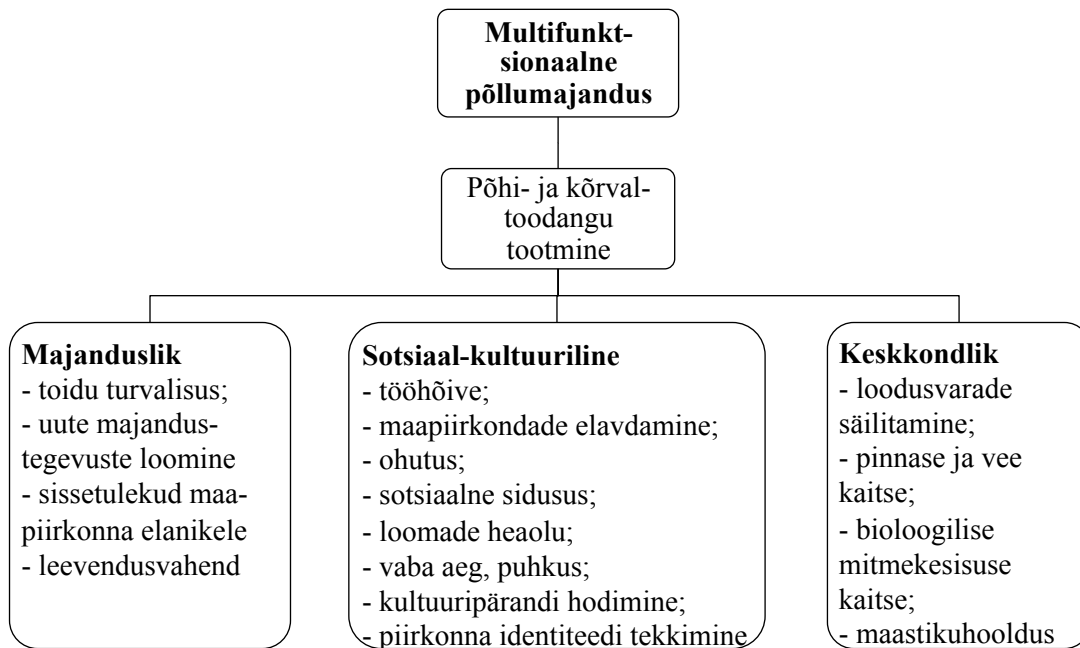 Multifunkt-
sionaalne
põllumajandus
Põhi- ja kõrval-
toodangu
tootmine
Majanduslik
- toidu turvalisus;
- uute majandus-
tegevuste loomine
- sissetulekud maa-
piirkonna elanikele
- leevendusvahend
Sotsiaal-kultuuriline
- tööhõive;
- maapiirkondade elavdamine;
- ohutus;
- sotsiaalne sidusus;
- loomade heaolu;
- vaba aeg, puhkus;
- kultuuripärandi hodimine;
- piirkonna identiteedi tekkimine
Keskkondlik
- loodusvarade
säilitamine;
- pinnase ja vee
kaitse;
- bioloogilise
mitmekesisuse
kaitse;
- maastikuhooldus